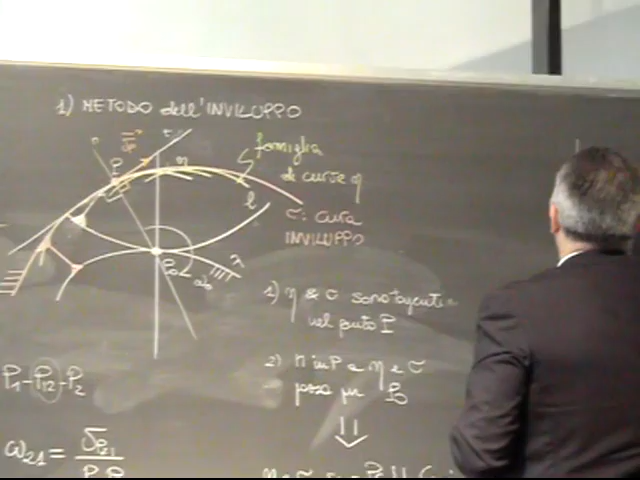 1) METODO dell'INVILUPPO
famiglia
di curve η
σ: curva
INVILUPPO
P
η
l
λ
P₀
1) η & σ sono tangenti
nel punto P
2) n in P a η e σ
passa per P₀
P₁-P₁₂-P₂
⇓
ω₂₁ =